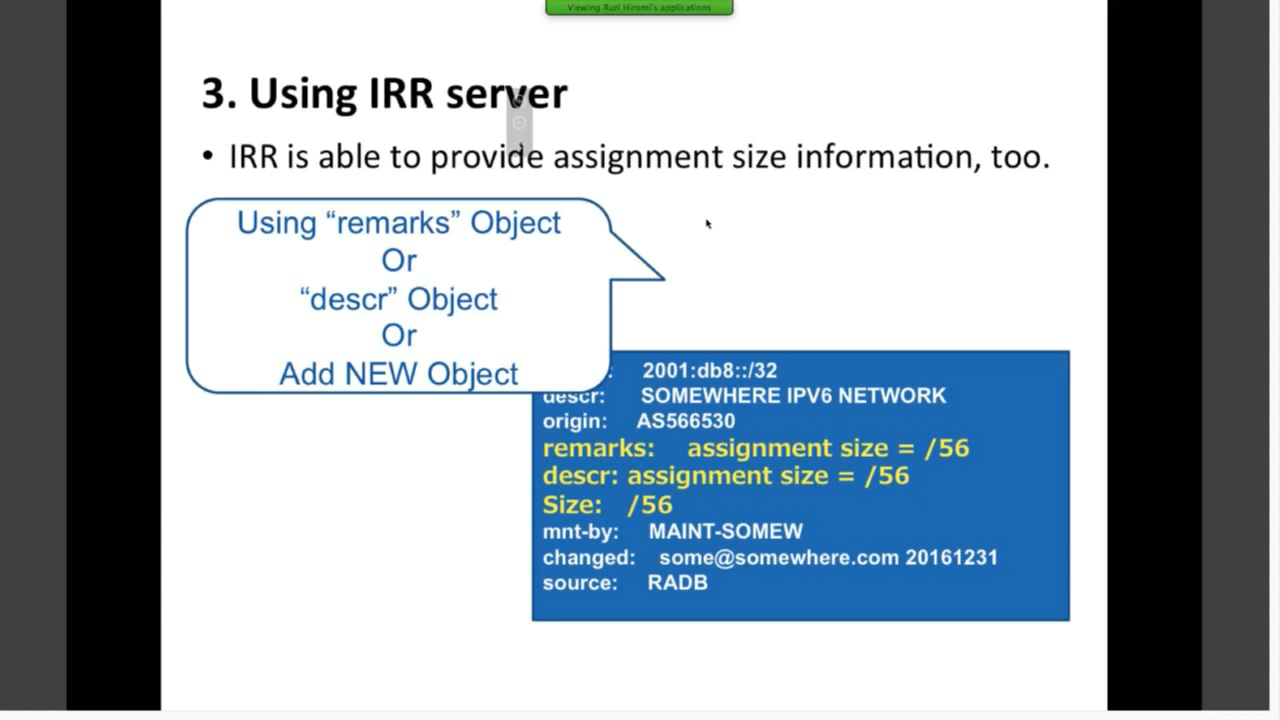 Viewing Ruri Hiromi's applications
3. Using IRR server
• IRR is able to provide assignment size information, too.
Using “remarks” Object
Or
“descr” Object
Or
Add NEW Object
: 2001:db8::/32
descr: SOMEWHERE IPV6 NETWORK
origin: AS566530
remarks: assignment size = /56
descr: assignment size = /56
Size: /56
mnt-by: MAINT-SOMEW
changed: some@somewhere.com 20161231
source: RADB